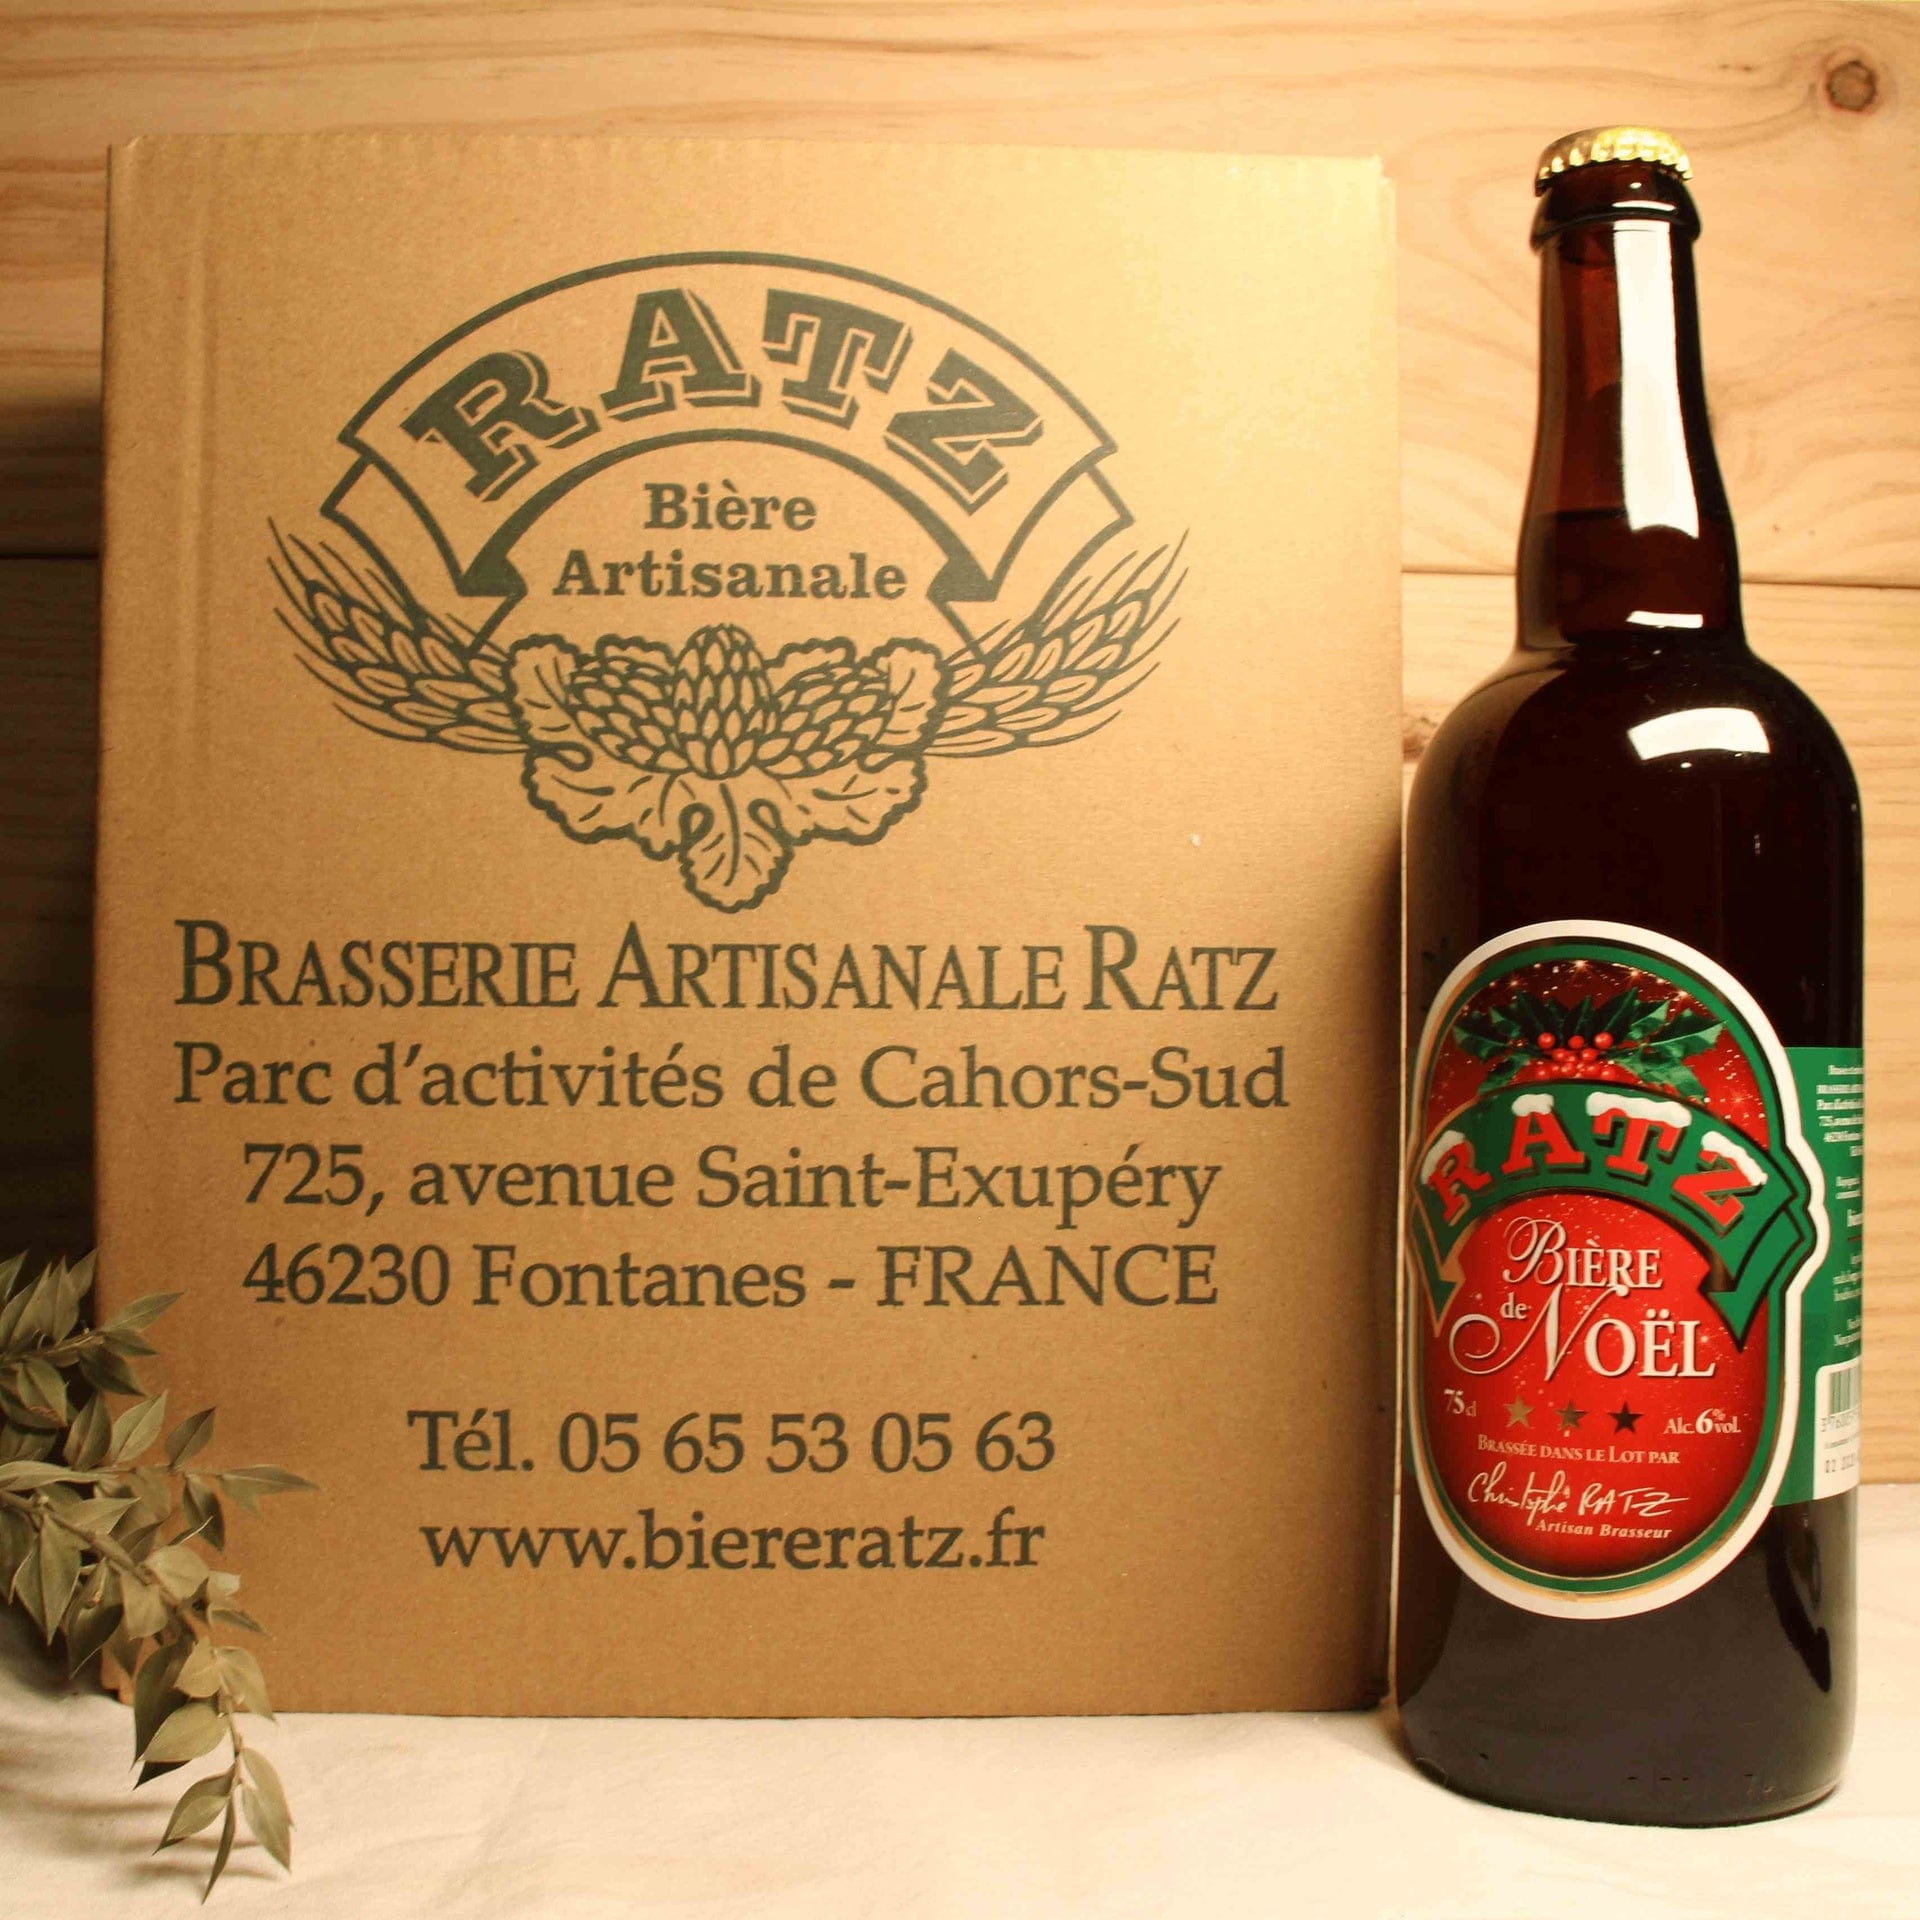 RATZ
Bière
Artisanale
BRASSERIE ARTISANALE RATZ
Parc d'activités de Cahors-Sud
725, avenue Saint-Exupéry
46230 Fontanes - FRANCE
Tél. 05 65 53 05 63
www.biereratz.fr
RATZ
BIÈRE
de NOËL
75cl
Alc. 6% vol.
BRASSÉE DANS LE LOT PAR
Christophe RATZ
Artisan Brasseur